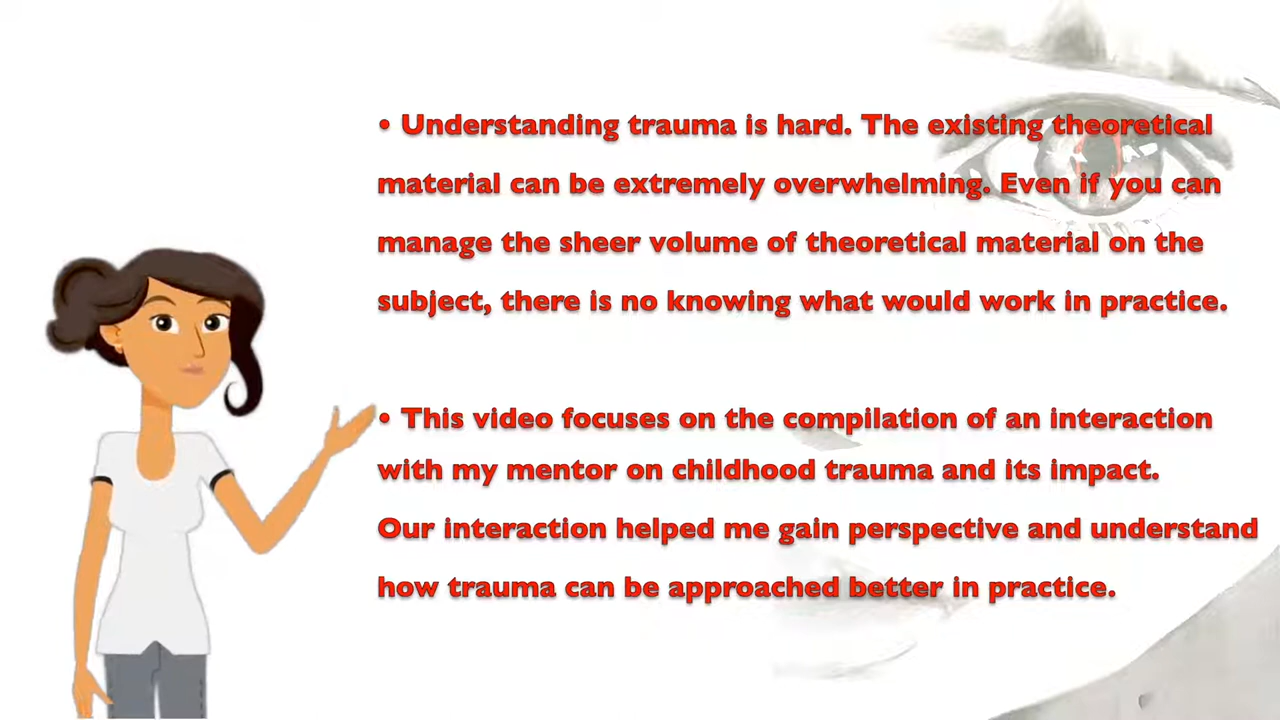 • Understanding trauma is hard. The existing theoretical
material can be extremely overwhelming. Even if you can
manage the sheer volume of theoretical material on the
subject, there is no knowing what would work in practice.
• This video focuses on the compilation of an interaction
with my mentor on childhood trauma and its impact.
Our interaction helped me gain perspective and understand
how trauma can be approached better in practice.